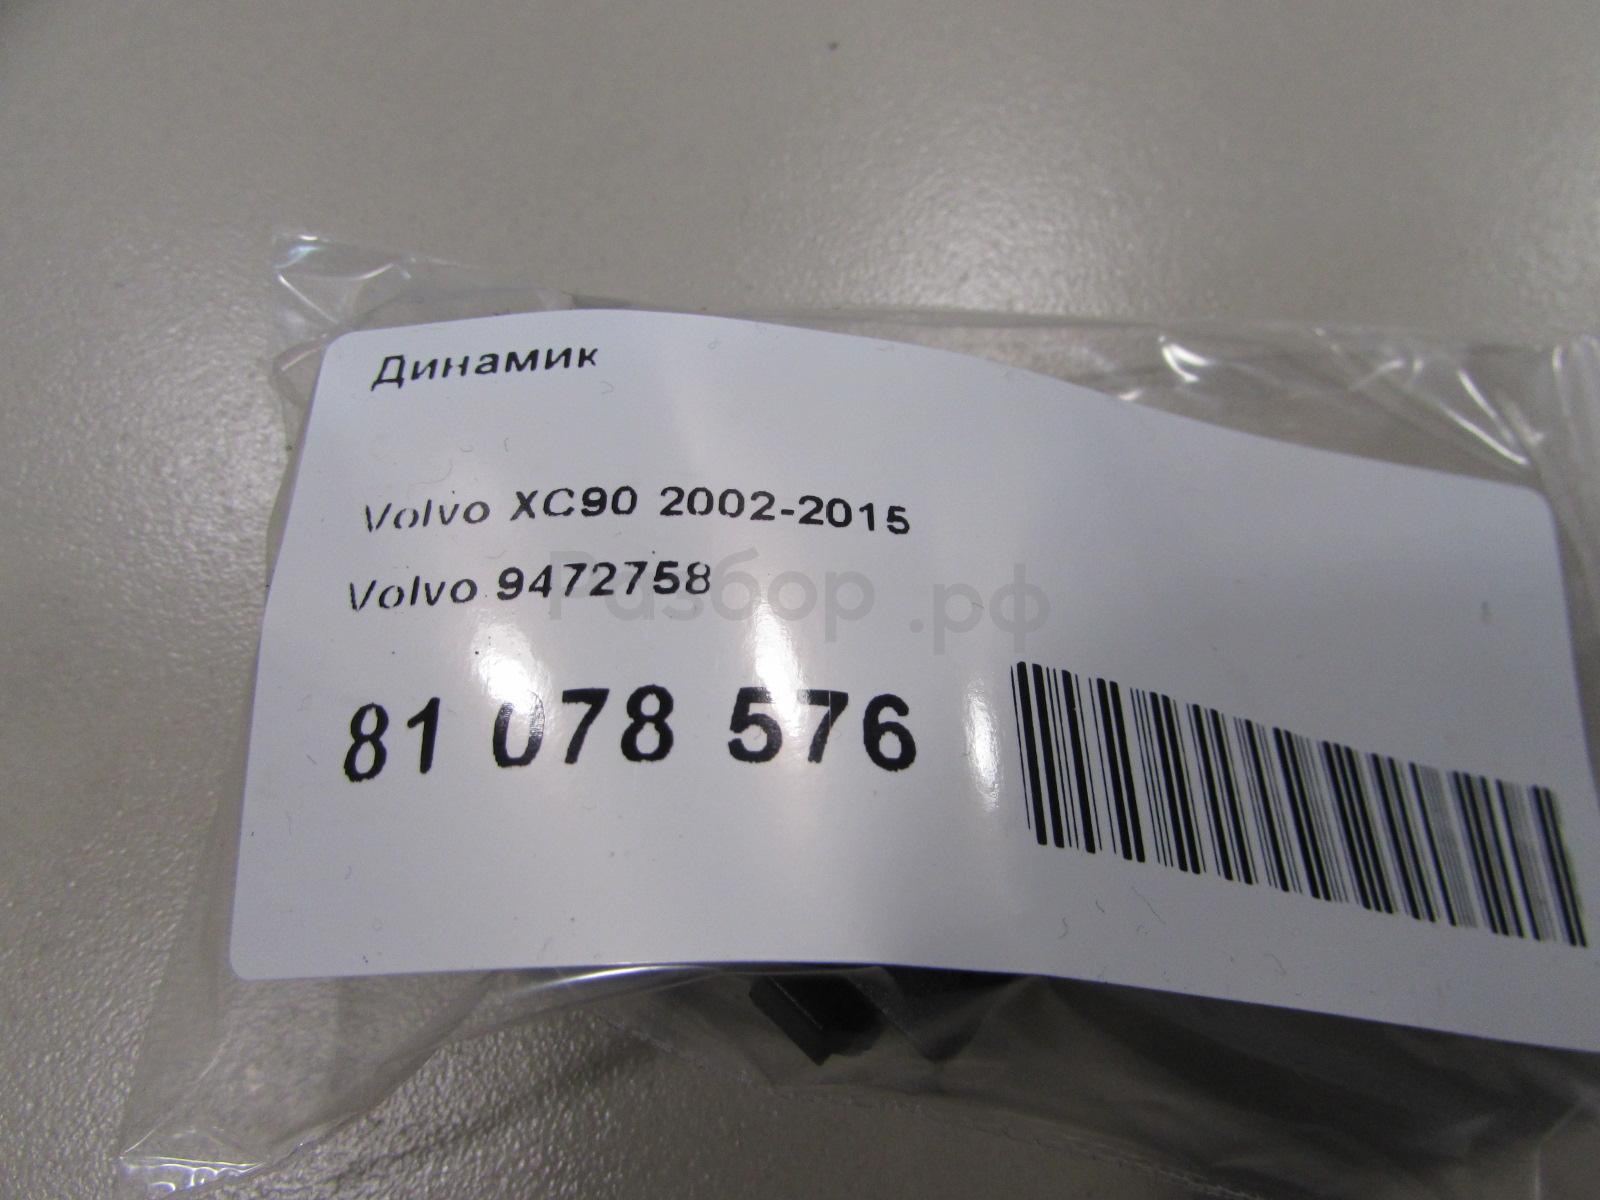 Динамик
Volvo XC90 2002-2015
Volvo 9472758
Разбор.рф
81 078 576